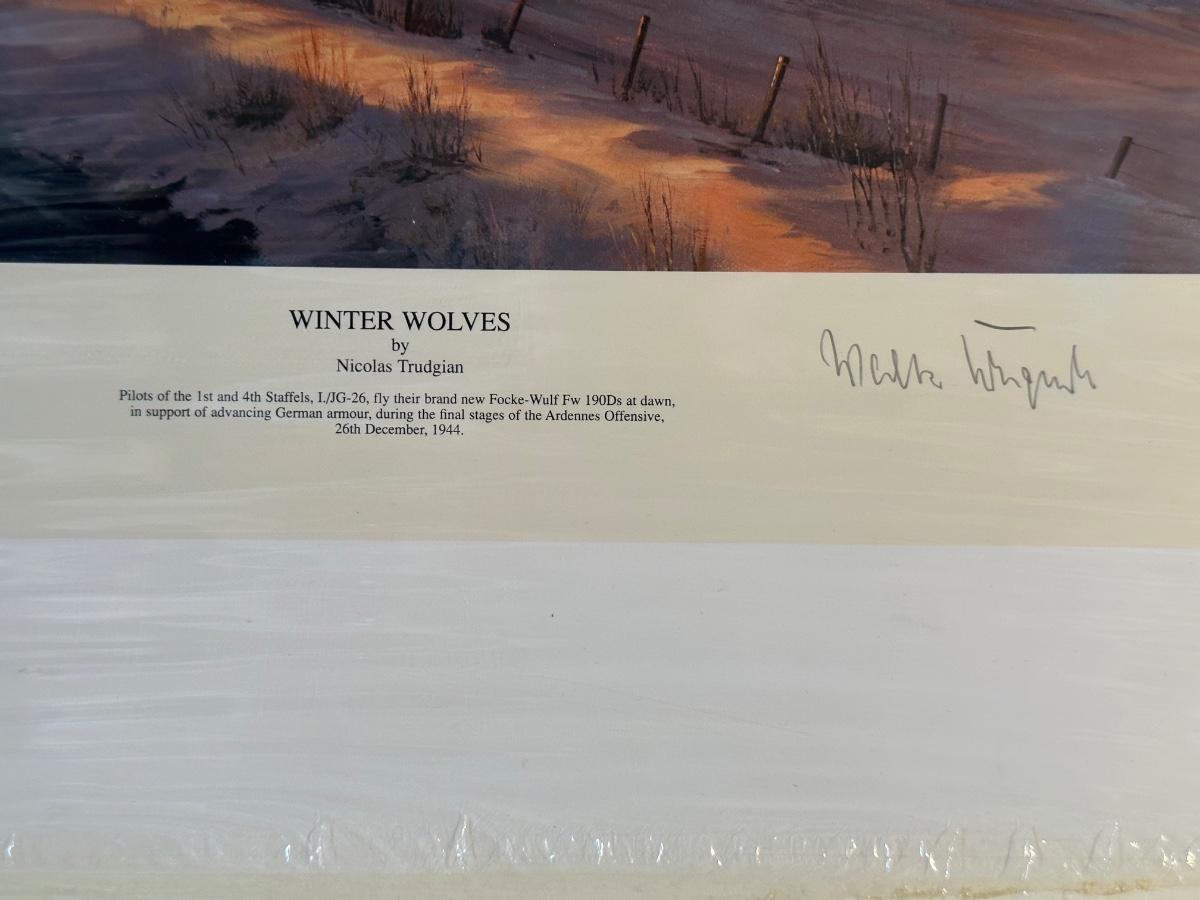 WINTER WOLVES
by
Nicolas Trudgian
Pilots of the 1st and 4th Staffels, I./JG-26, fly their brand new Focke-Wulf Fw 190Ds at dawn,
in support of advancing German armour, during the final stages of the Ardennes Offensive,
26th December, 1944.